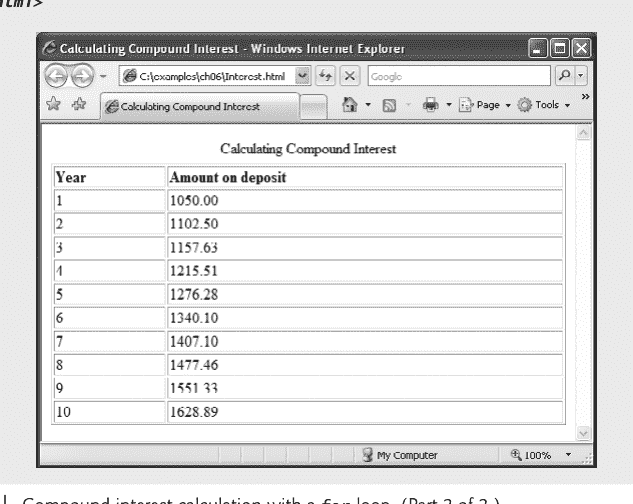 html>
Calculating Compound Interest - Windows Internet Explorer
C:\examples\ch06\Interest.html
Google
Calculating Compound Interest
Page
Tools
»
Calculating Compound Interest
Year Amount on deposit
1 1050.00
2 1102.50
3 1157.63
4 1215.51
5 1276.28
6 1340.10
7 1407.10
8 1477.46
9 1551.33
10 1628.89
My Computer
100%
Compound interest calculation with a for loop. (Part 2 of 2.)